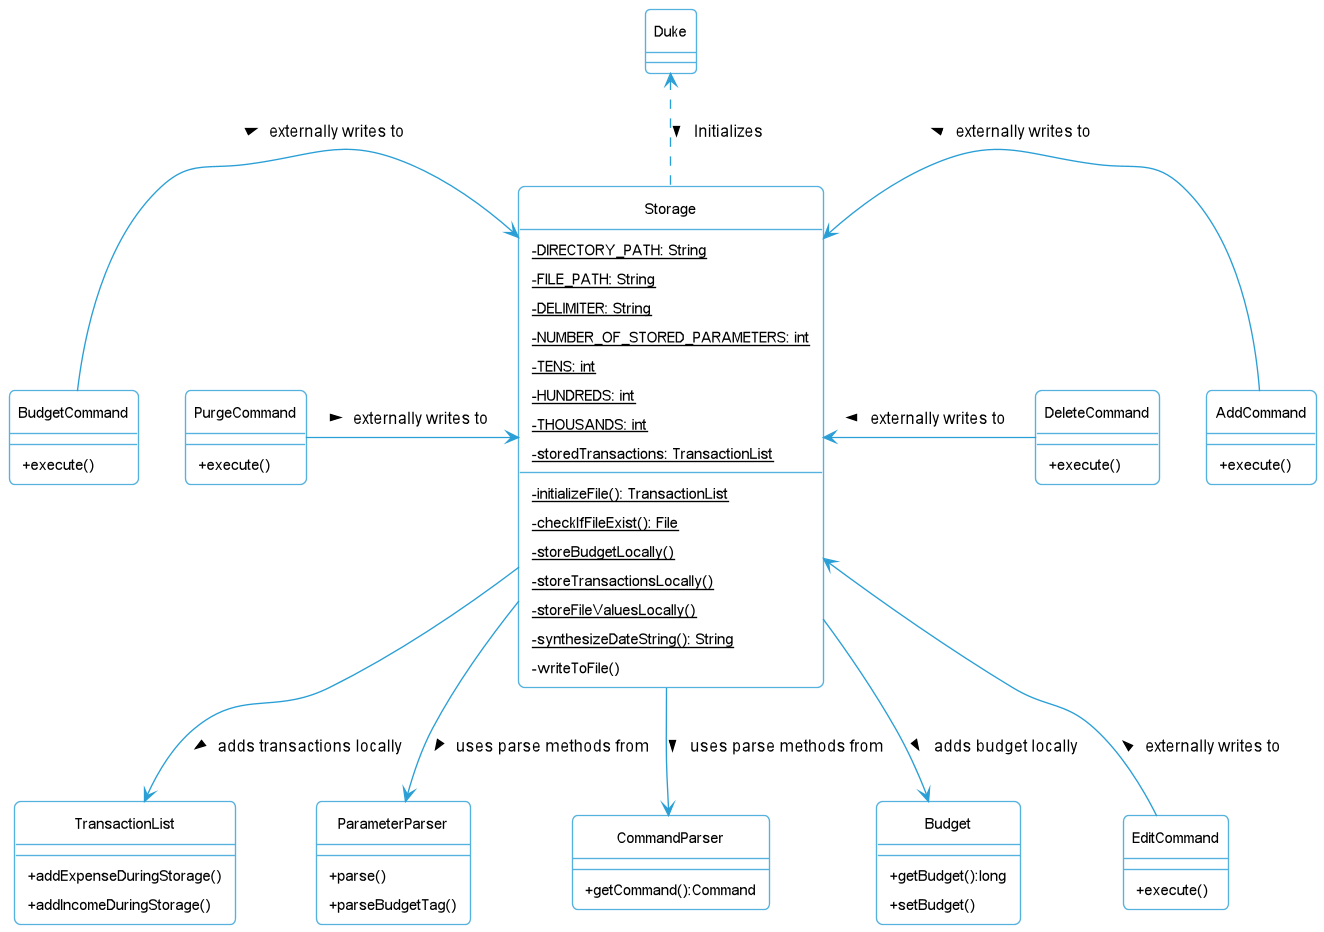 Duke
externally writes to
Initializes
externally writes to
Storage
-DIRECTORY_PATH: String
-FILE_PATH: String
-DELIMITER: String
-NUMBER_OF_STORED_PARAMETERS: int
-TENS: int
-HUNDREDS: int
-THOUSANDS: int
-storedTransactions: TransactionList
-initializeFile(): TransactionList
-checkIfFileExist(): File
-storeBudgetLocally()
-storeTransactionsLocally()
-storeFileValuesLocally()
-synthesizeDateString(): String
-writeToFile()
BudgetCommand
+execute()
PurgeCommand
+execute()
externally writes to
externally writes to
DeleteCommand
+execute()
AddCommand
+execute()
adds transactions locally
uses parse methods from
uses parse methods from
adds budget locally
externally writes to
TransactionList
+addExpenseDuringStorage()
+addIncomeDuringStorage()
ParameterParser
+parse()
+parseBudgetTag()
CommandParser
+getCommand():Command
Budget
+getBudget():long
+setBudget()
EditCommand
+execute()